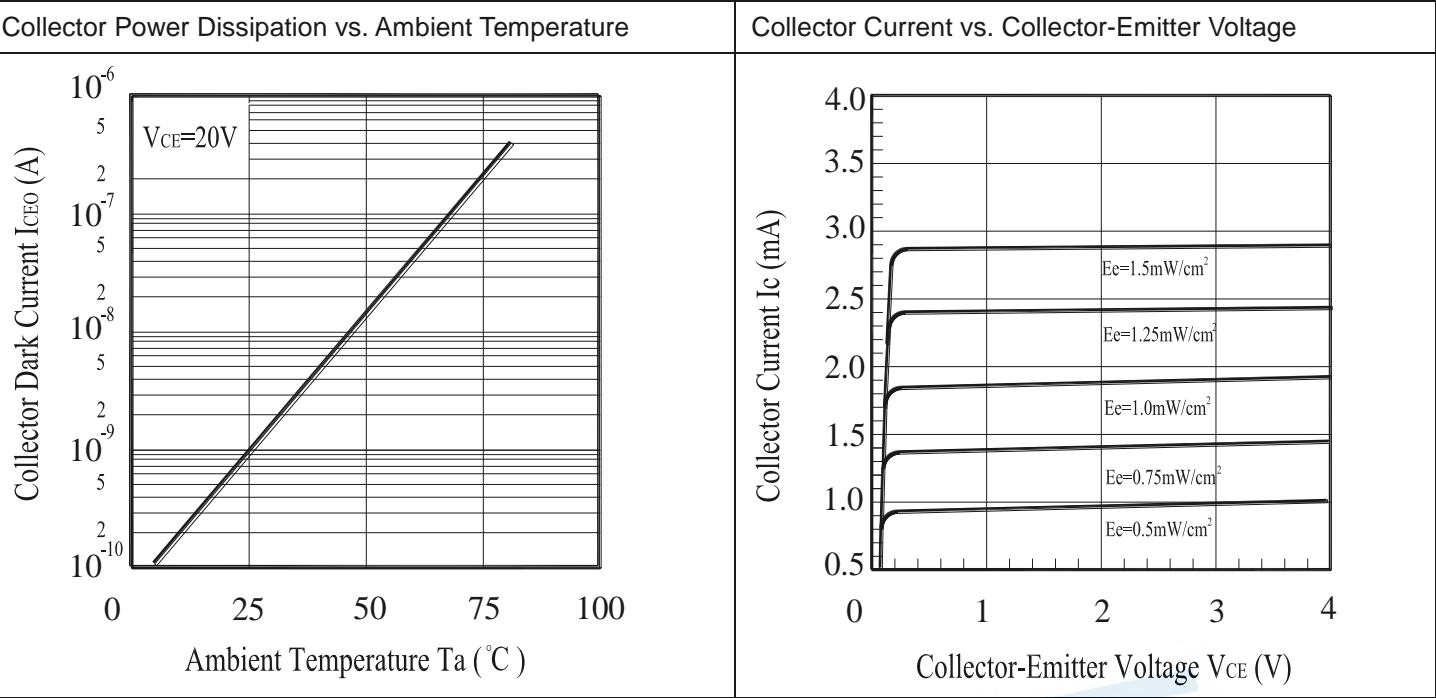 Collector Power Dissipation vs. Ambient Temperature
Collector Dark Current ICEO (A)
10-6
5
2
10-7
5
2
10-8
5
2
10-9
5
2
10-10
VCE=20V
0 25 50 75 100
Ambient Temperature Ta (℃ )
Collector Current vs. Collector-Emitter Voltage
Collector Current Ic (mA)
4.0
3.5
3.0
2.5
2.0
1.5
1.0
0.5
Ee=1.5mW/cm2
Ee=1.25mW/cm2
Ee=1.0mW/cm2
Ee=0.75mW/cm2
Ee=0.5mW/cm2
0 1 2 3 4
Collector-Emitter Voltage VCE (V)